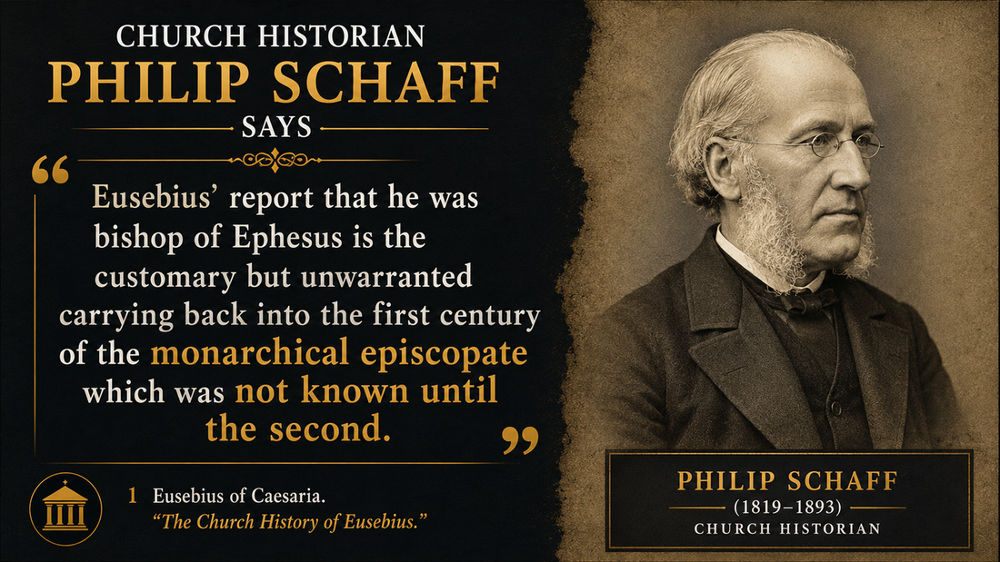 CHURCH HISTORIAN
PHILIP SCHAFF
SAYS
“
Eusebius’ report that he was
bishop of Ephesus is the
customary but unwarranted
carrying back into the first century
of the monarchical episcopate
which was not known until
the second.
”
1 Eusebius of Caesaria.
“The Church History of Eusebius.”
PHILIP SCHAFF
(1819–1893)
CHURCH HISTORIAN